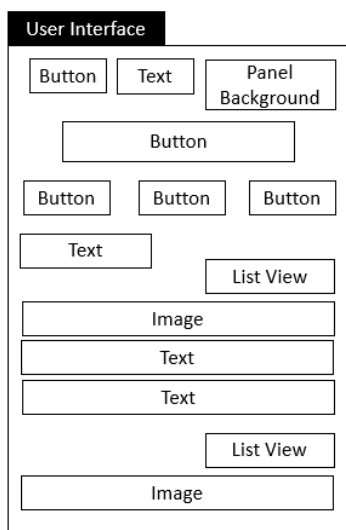 User Interface
Button
Text
Panel
Background
Button
Button
Button
Button
Text
List View
Image
Text
Text
List View
Image